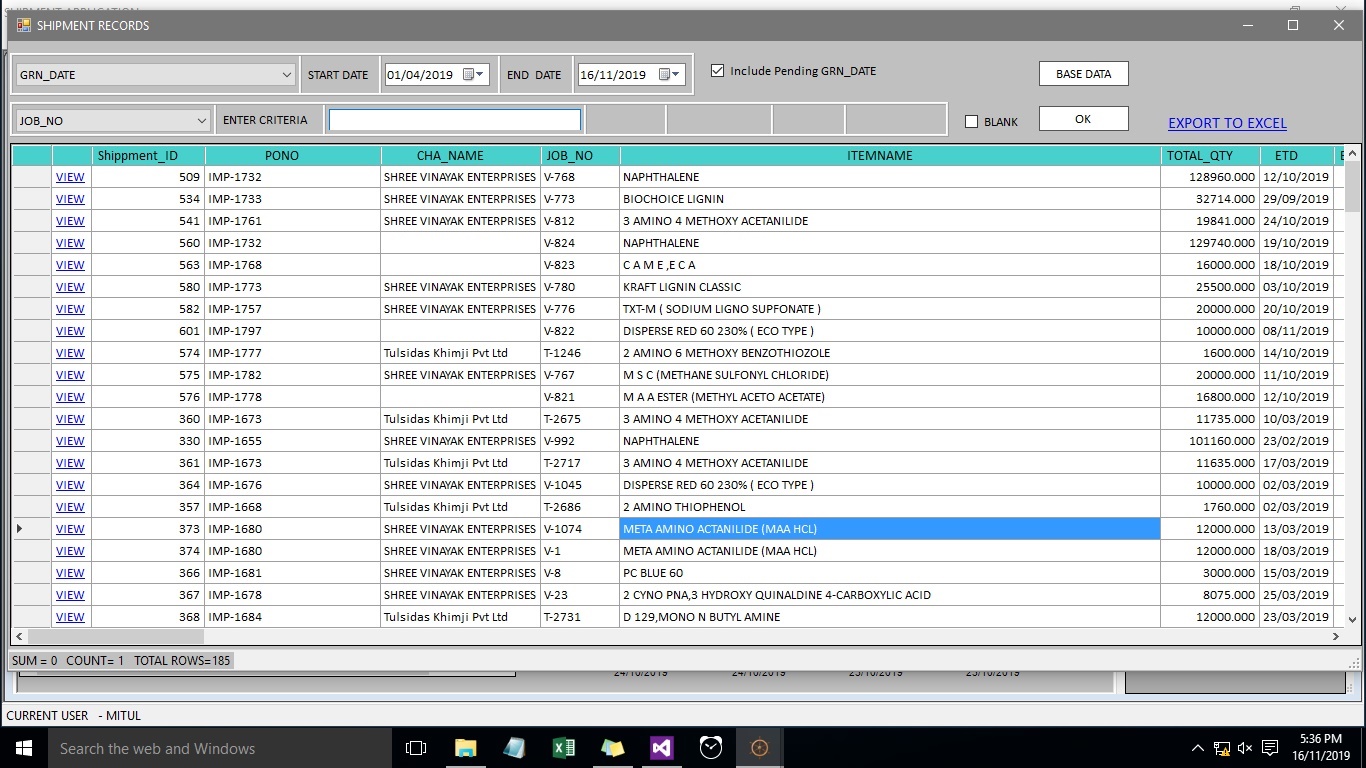 SHIPMENT RECORDS
GRN_DATE START DATE 01/04/2019 END DATE 16/11/2019 Include Pending GRN_DATE BASE DATA
JOB_NO ENTER CRITERIA BLANK OK EXPORT TO EXCEL
Shippment_ID PONO CHA_NAME JOB_NO ITEMNAME TOTAL_QTY ETD
VIEW 509 IMP-1732 SHREE VINAYAK ENTERPRISES V-768 NAPHTHALENE 128960.000 12/10/2019
VIEW 534 IMP-1733 SHREE VINAYAK ENTERPRISES V-773 BIOCHOICE LIGNIN 32714.000 29/09/2019
VIEW 541 IMP-1761 SHREE VINAYAK ENTERPRISES V-812 3 AMINO 4 METHOXY ACETANILIDE 19841.000 24/10/2019
VIEW 560 IMP-1732 V-824 NAPHTHALENE 129740.000 19/10/2019
VIEW 563 IMP-1768 V-823 C A M E ,E C A 16000.000 18/10/2019
VIEW 580 IMP-1773 SHREE VINAYAK ENTERPRISES V-780 KRAFT LIGNIN CLASSIC 25500.000 03/10/2019
VIEW 582 IMP-1757 SHREE VINAYAK ENTERPRISES V-776 TXT-M ( SODIUM LIGNO SUPFONATE ) 20000.000 20/10/2019
VIEW 601 IMP-1797 V-822 DISPERSE RED 60 230% ( ECO TYPE ) 10000.000 08/11/2019
VIEW 574 IMP-1777 Tulsidas Khimji Pvt Ltd T-1246 2 AMINO 6 METHOXY BENZOTHIOZOLE 1600.000 14/10/2019
VIEW 575 IMP-1782 SHREE VINAYAK ENTERPRISES V-767 M S C (METHANE SULFONYL CHLORIDE) 20000.000 11/10/2019
VIEW 576 IMP-1778 V-821 M A A ESTER (METHYL ACETO ACETATE) 16800.000 12/10/2019
VIEW 360 IMP-1673 Tulsidas Khimji Pvt Ltd T-2675 3 AMINO 4 METHOXY ACETANILIDE 11735.000 10/03/2019
VIEW 330 IMP-1655 SHREE VINAYAK ENTERPRISES V-992 NAPHTHALENE 101160.000 23/02/2019
VIEW 361 IMP-1673 Tulsidas Khimji Pvt Ltd T-2717 3 AMINO 4 METHOXY ACETANILIDE 11635.000 17/03/2019
VIEW 364 IMP-1676 SHREE VINAYAK ENTERPRISES V-1045 DISPERSE RED 60 230% ( ECO TYPE ) 10000.000 02/03/2019
VIEW 357 IMP-1668 Tulsidas Khimji Pvt Ltd T-2686 2 AMINO THIOPHENOL 1760.000 02/03/2019
VIEW 373 IMP-1680 SHREE VINAYAK ENTERPRISES V-1074 META AMINO ACTANILIDE (MAA HCL) 12000.000 13/03/2019
VIEW 374 IMP-1680 SHREE VINAYAK ENTERPRISES V-1 META AMINO ACTANILIDE (MAA HCL) 12000.000 18/03/2019
VIEW 366 IMP-1681 SHREE VINAYAK ENTERPRISES V-8 PC BLUE 60 3000.000 15/03/2019
VIEW 367 IMP-1678 SHREE VINAYAK ENTERPRISES V-23 2 CYNO PNA,3 HYDROXY QUINALDINE 4-CARBOXYLIC ACID 8075.000 25/03/2019
VIEW 368 IMP-1684 Tulsidas Khimji Pvt Ltd T-2731 D 129,MONO N BUTYL AMINE 12000.000 23/03/2019
SUM = 0 COUNT= 1 TOTAL ROWS=185
CURRENT USER - MITUL
Search the web and Windows
5:36 PM
16/11/2019